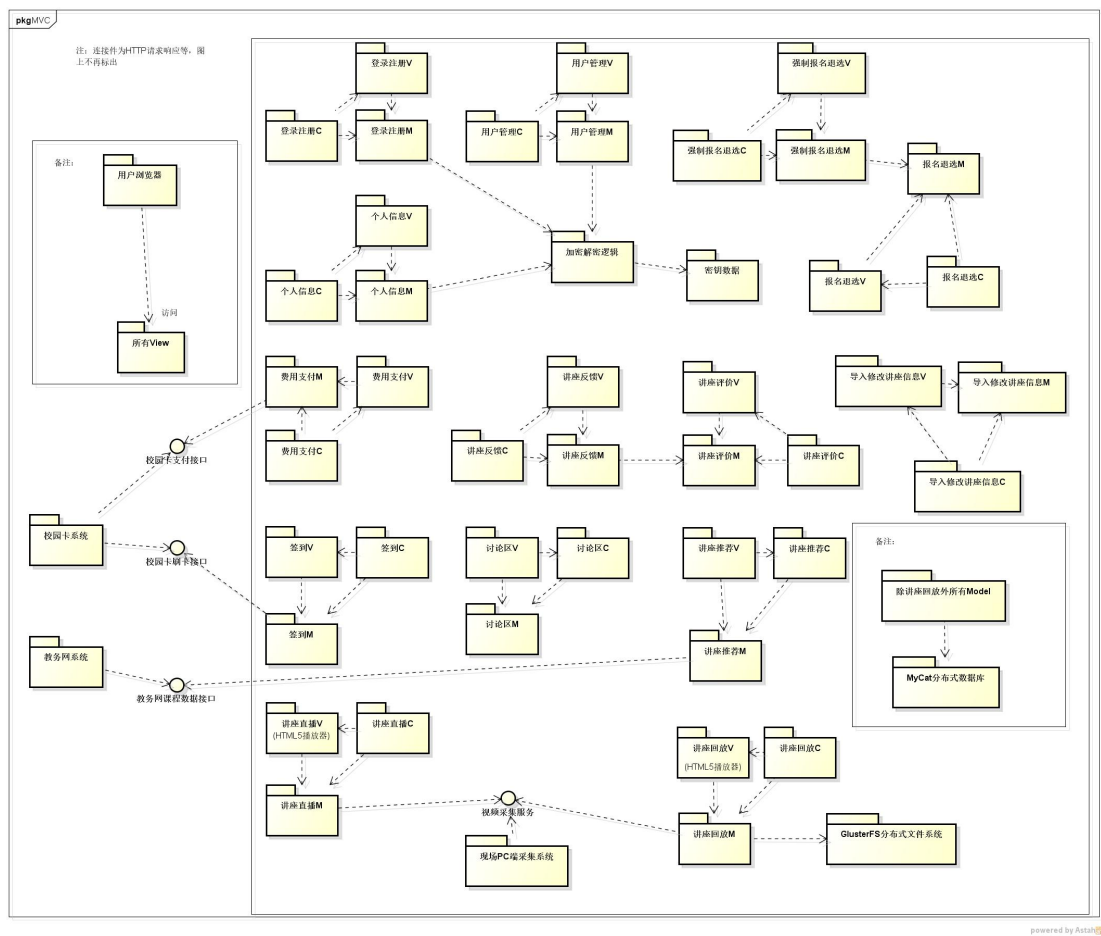 pkgMVC
注：连接件为HTTP请求响应等，图
上不再标出
备注：
用户浏览器
访问
所有View
登录注册V
登录注册C
登录注册M
用户管理V
用户管理C
用户管理M
强制报名退选V
强制报名退选C
强制报名退选M
报名退选M
报名退选V
报名退选C
个人信息V
个人信息C
个人信息M
加密解密逻辑
密钥数据
费用支付M
费用支付V
费用支付C
校园卡支付接口
讲座反馈V
讲座反馈C
讲座反馈M
讲座评价V
讲座评价M
讲座评价C
导入修改讲座信息V
导入修改讲座信息M
导入修改讲座信息C
校园卡系统
校园卡刷卡接口
签到V
签到C
签到M
讨论区V
讨论区C
讨论区M
讲座推荐V
讲座推荐C
讲座推荐M
备注：
除讲座回放外所有Model
MyCat分布式数据库
教务网系统
教务网课程数据接口
讲座直播V
(HTML5播放器)
讲座直播C
讲座直播M
视频采集服务
现场PC端采集系统
讲座回放V
(HTML5播放器)
讲座回放C
讲座回放M
GlusterFS分布式文件系统
powered by Astah